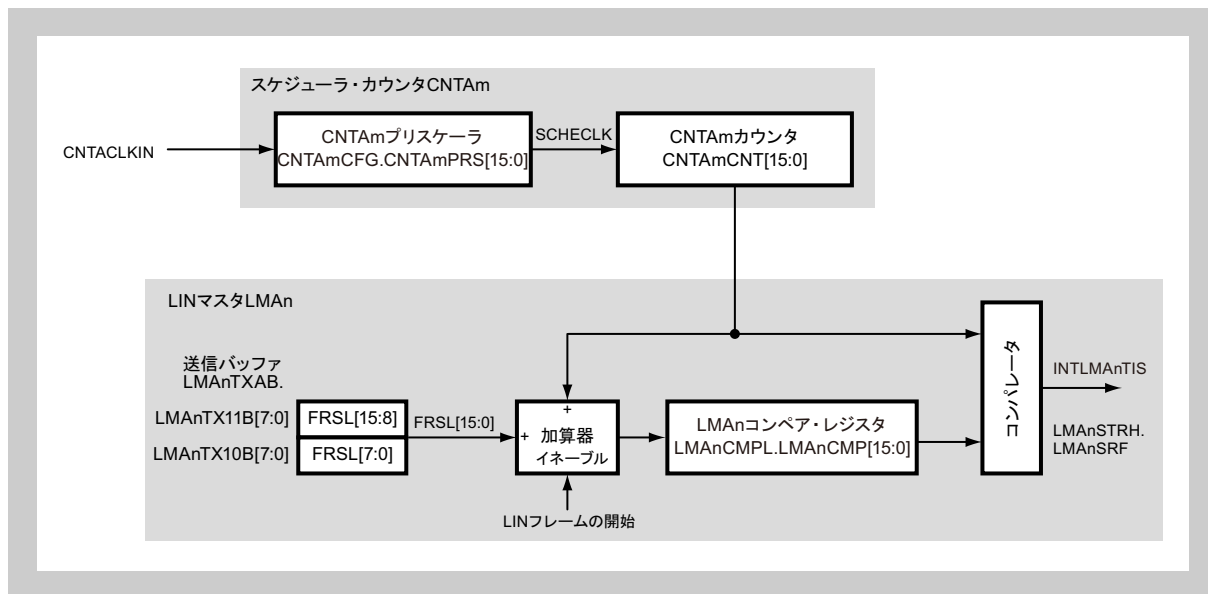 スケジューラ・カウンタCNTAm
CNTACLKIN
CNTAmプリスケーラ
CNTAmCFG.CNTAmPRS[15:0]
SCHECLK
CNTAmカウンタ
CNTAmCNT[15:0]
LINマスタLMAn
送信バッファ
LMAnTXAB.
LMAnTX11B[7:0]
FRSL[15:8]
LMAnTX10B[7:0]
FRSL[7:0]
FRSL[15:0]
+
+ 加算器
イネーブル
LINフレームの開始
LMAnコンペア・レジスタ
LMAnCMPL.LMAnCMP[15:0]
コンパレータ
INTLMAnTIS
LMAnSTRH.
LMAnSRF